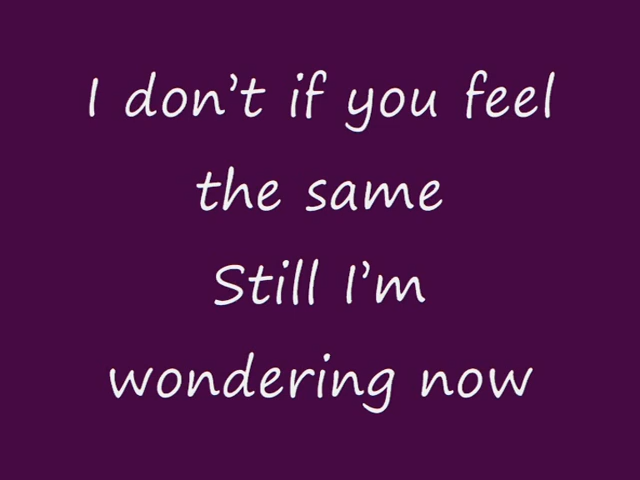 I don’t if you feel
the same
Still I’m
wondering now